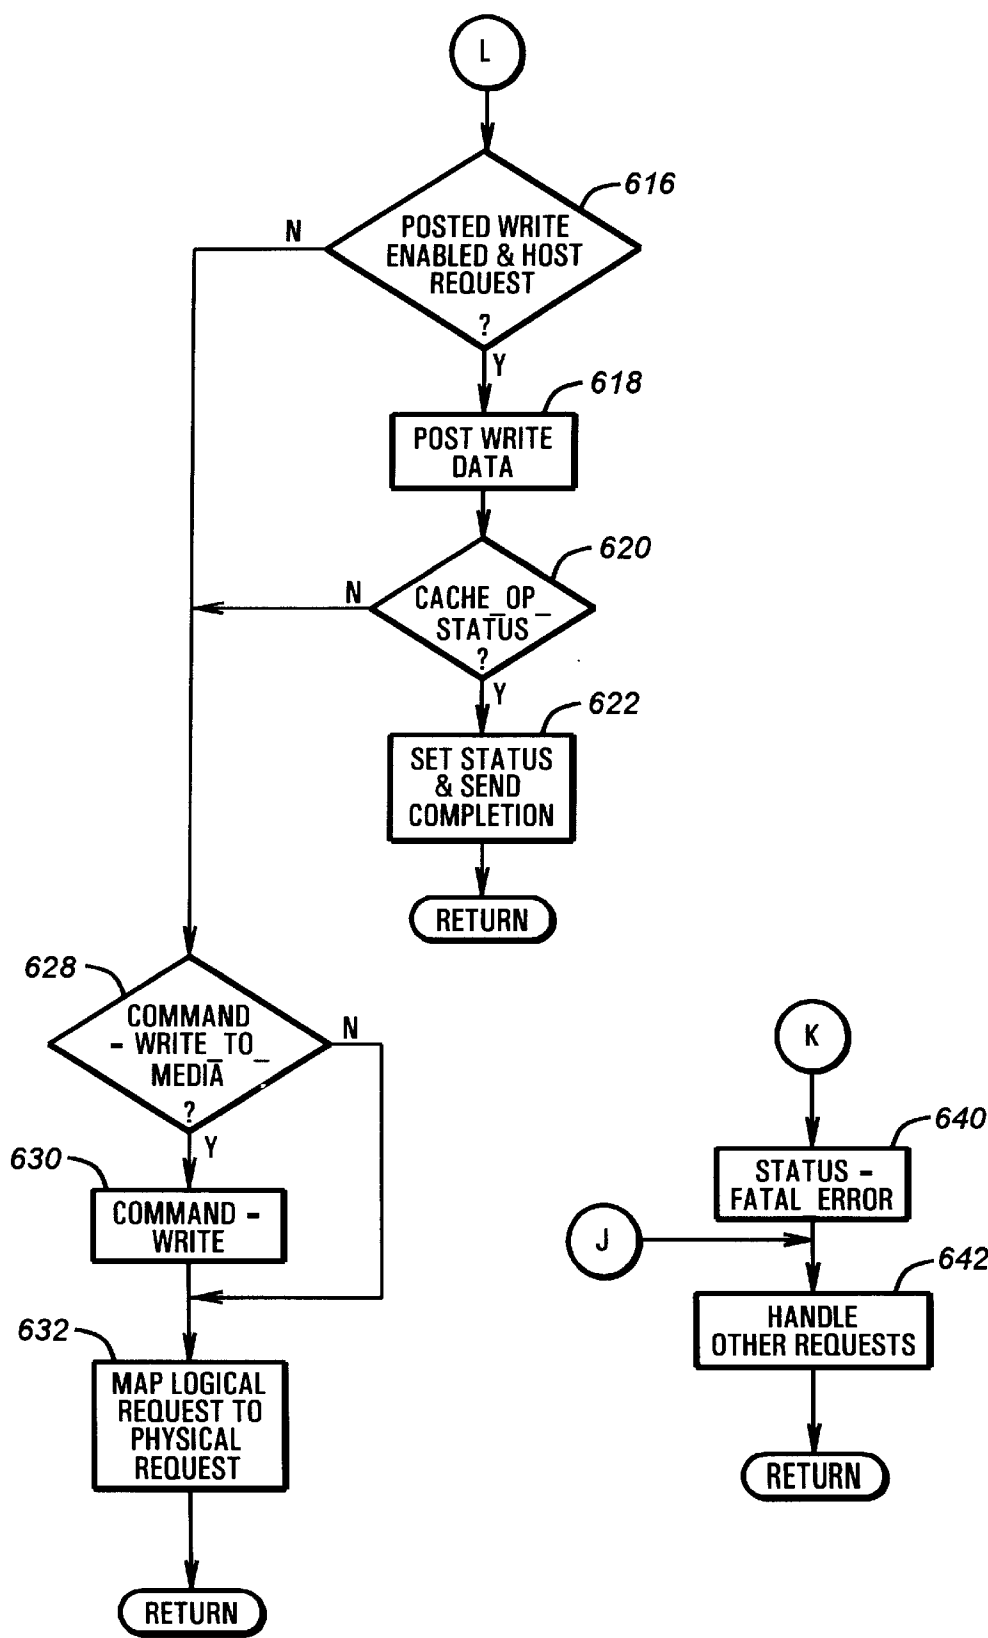 L
616
POSTED WRITE
ENABLED & HOST
REQUEST
?
N
Y
618
POST WRITE
DATA
620
CACHE_OP_
STATUS
?
N
Y
622
SET STATUS
& SEND
COMPLETION
RETURN
628
COMMAND
- WRITE_TO_
MEDIA
?
N
Y
630
COMMAND -
WRITE
632
MAP LOGICAL
REQUEST TO
PHYSICAL
REQUEST
RETURN
K
640
STATUS -
FATAL_ERROR
J
642
HANDLE
OTHER REQUESTS
RETURN